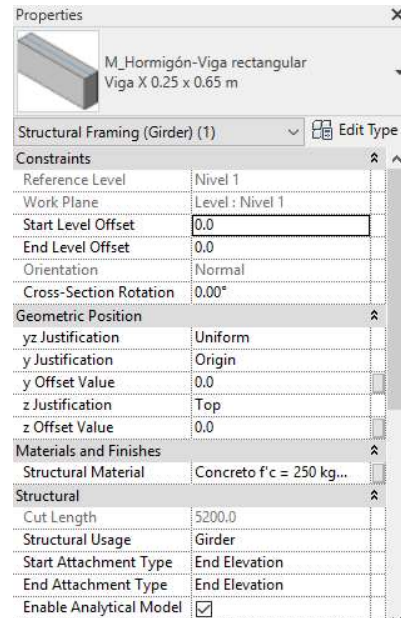 Properties
M_Hormigón-Viga rectangular
Viga X 0.25 x 0.65 m
Structural Framing (Girder) (1) Edit Type
Constraints
Reference Level Nivel 1
Work Plane Level : Nivel 1
Start Level Offset 0.0
End Level Offset 0.0
Orientation Normal
Cross-Section Rotation 0.00°
Geometric Position
yz Justification Uniform
y Justification Origin
y Offset Value 0.0
z Justification Top
z Offset Value 0.0
Materials and Finishes
Structural Material Concreto f'c = 250 kg...
Structural
Cut Length 5200.0
Structural Usage Girder
Start Attachment Type End Elevation
End Attachment Type End Elevation
Enable Analytical Model